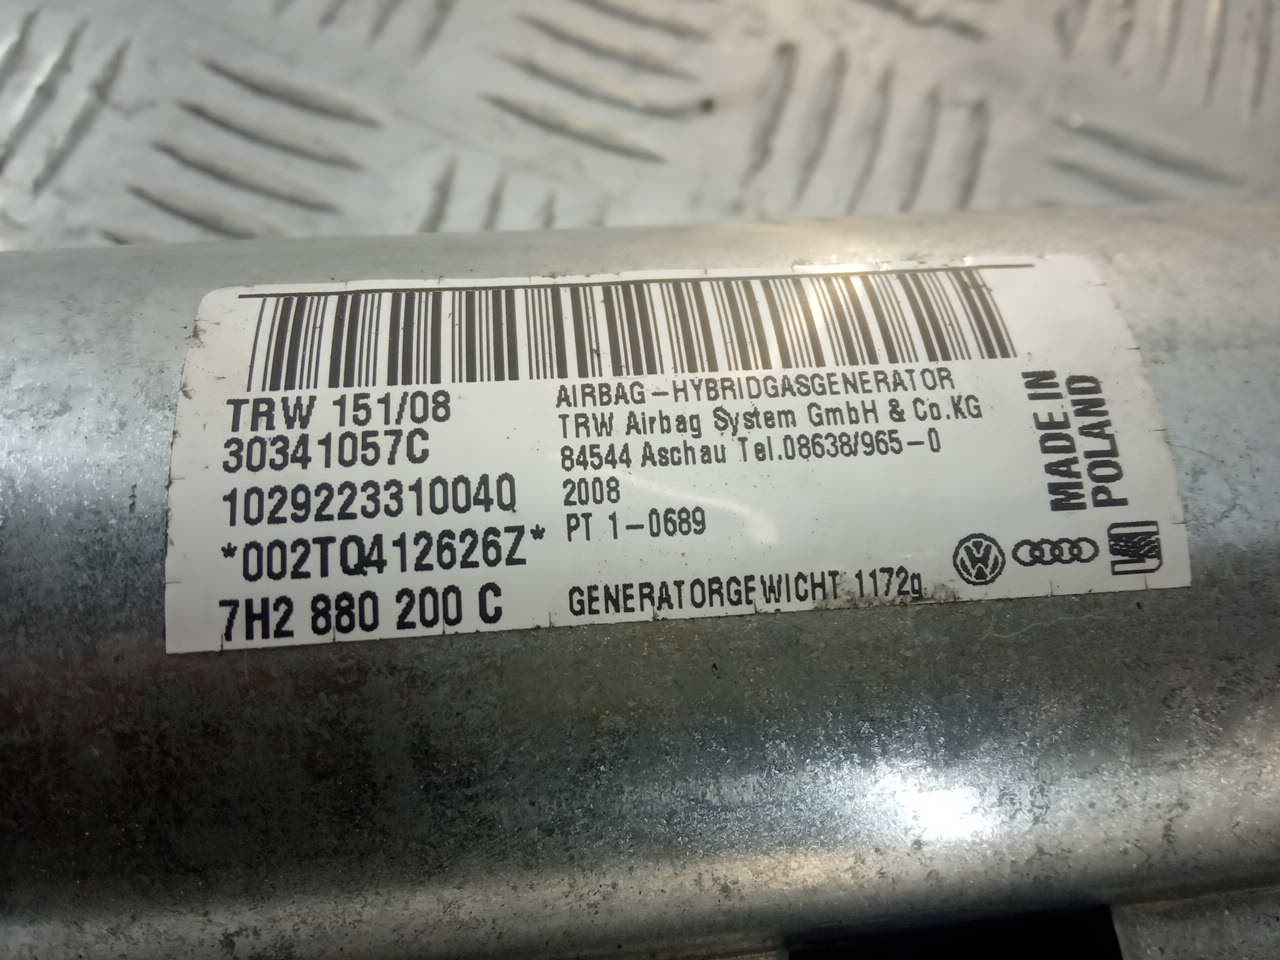 TRW 151/08
30341057C
1029223310040
*002TQ412626Z*
7H2 880 200 C
AIRBAG-HYBRIDGASGENERATOR
TRW Airbag System GmbH & Co.KG
84544 Aschau Tel.08638/965-0
2008
PT 1-0689
GENERATORGEWICHT 1172g
MADE IN
POLAND